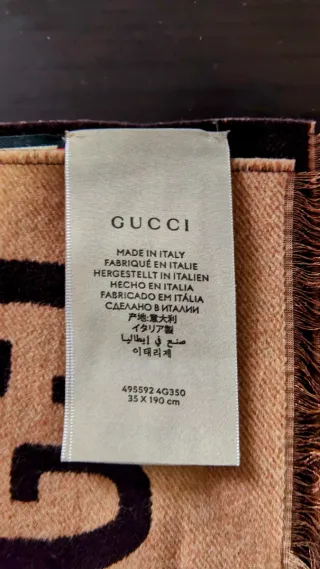 GUCCI
MADE IN ITALY
FABRIQUÉ EN ITALIE
HERGESTELLT IN ITALIEN
HECHO EN ITALIA
FABRICADO EM ITÁLIA
СДЕЛАНО В ИТАЛИИ
产地:意大利
イタリア製
صنع في إيطاليا
이태리제
495592 4G350
35 X 190 cm
G